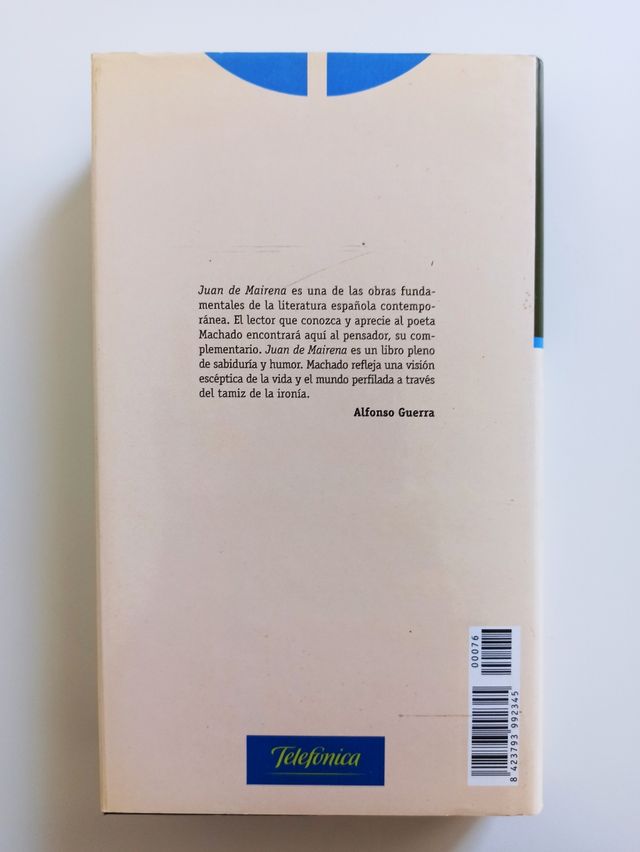 Juan de Mairena es una de las obras funda-
mentales de la literatura española contempo-
ránea. El lector que conozca y aprecie al poeta
Machado encontrará aquí al pensador, su com-
plementario. Juan de Mairena es un libro pleno
de sabiduría y humor. Machado refleja una visión
escéptica de la vida y el mundo perfilada a través
del tamiz de la ironía.
Alfonso Guerra
00076
8 423793 992345
Telefónica